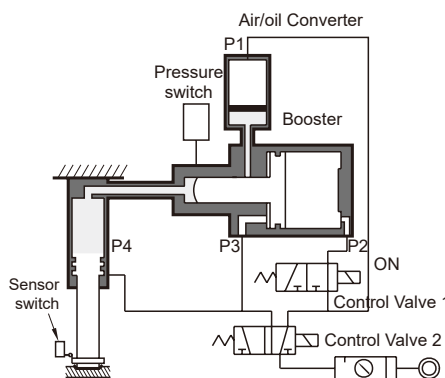 Air/oil Converter
P1
Pressure
switch
Booster
P4
P3
P2
ON
Sensor
switch
Control Valve 1
Control Valve 2